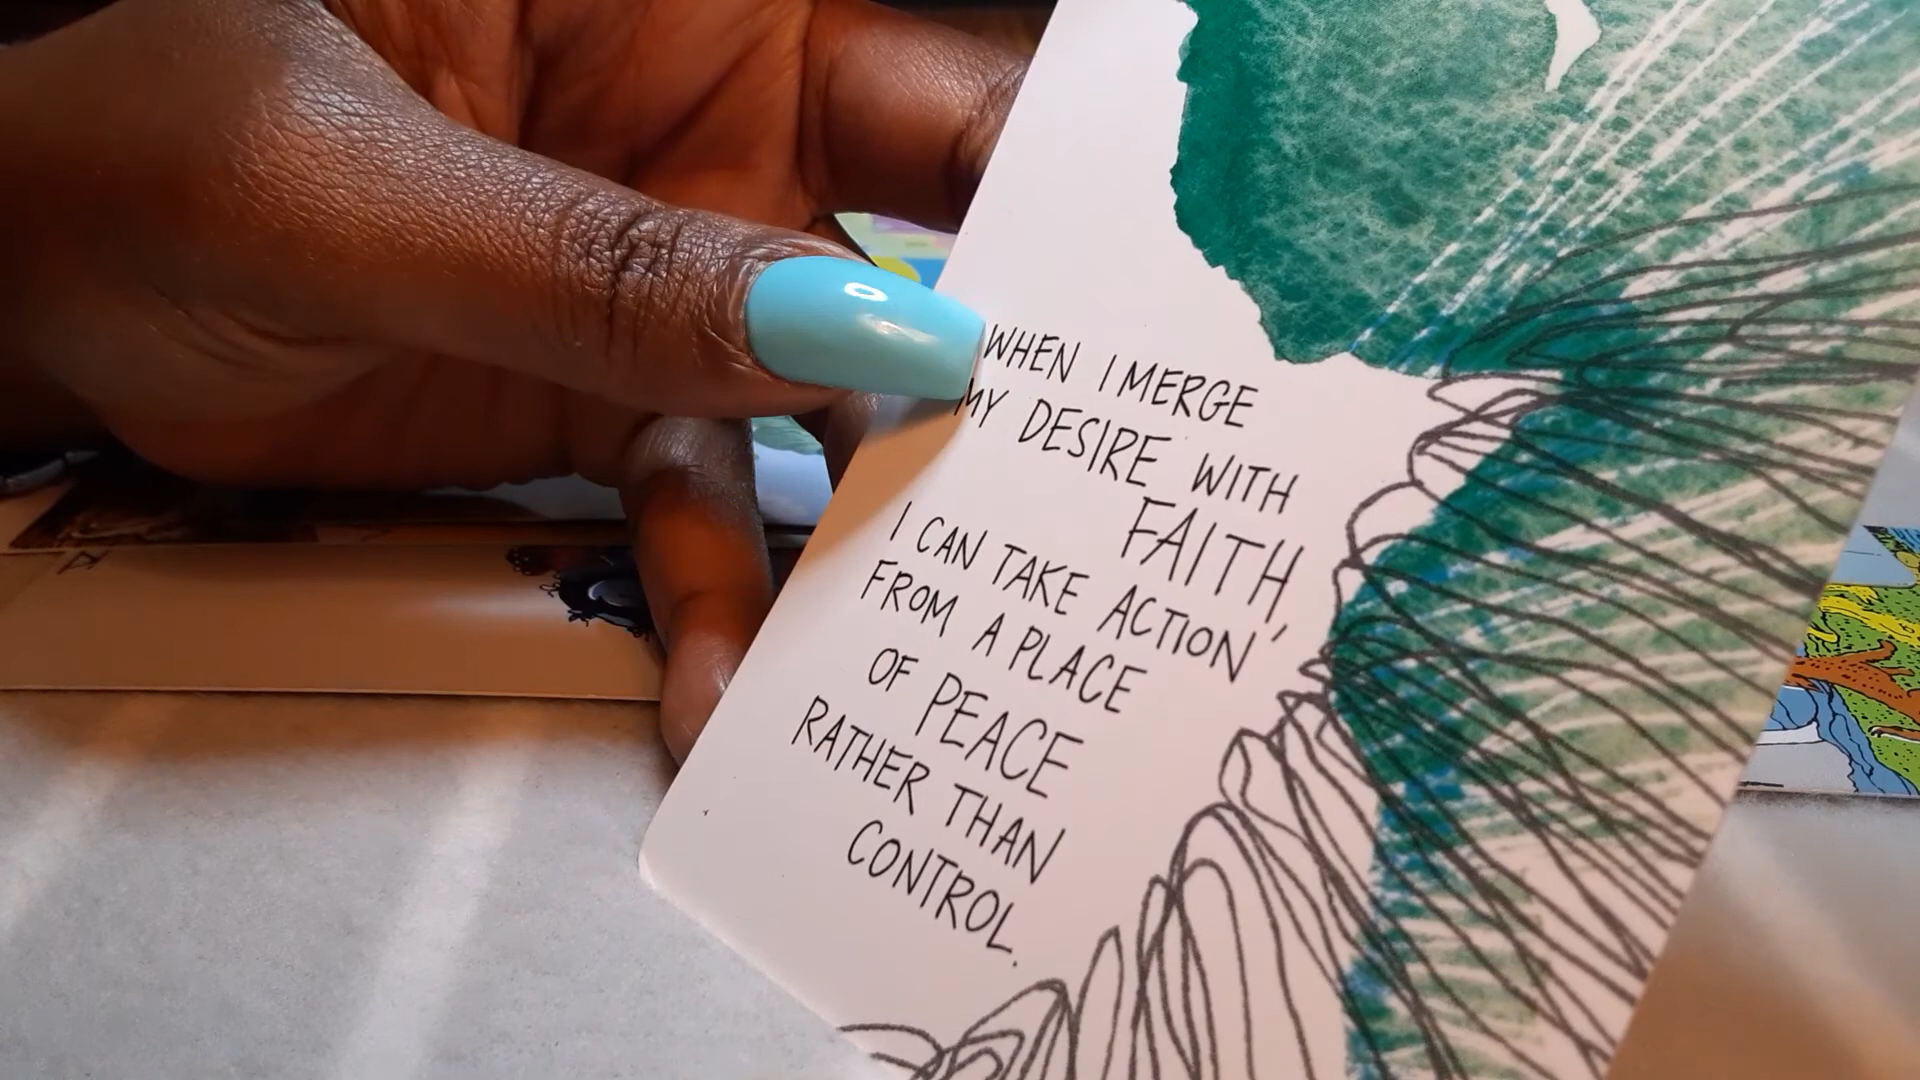 WHEN I MERGE
MY DESIRE WITH
FAITH,
I CAN TAKE ACTION
FROM A PLACE
OF PEACE
RATHER THAN
CONTROL.